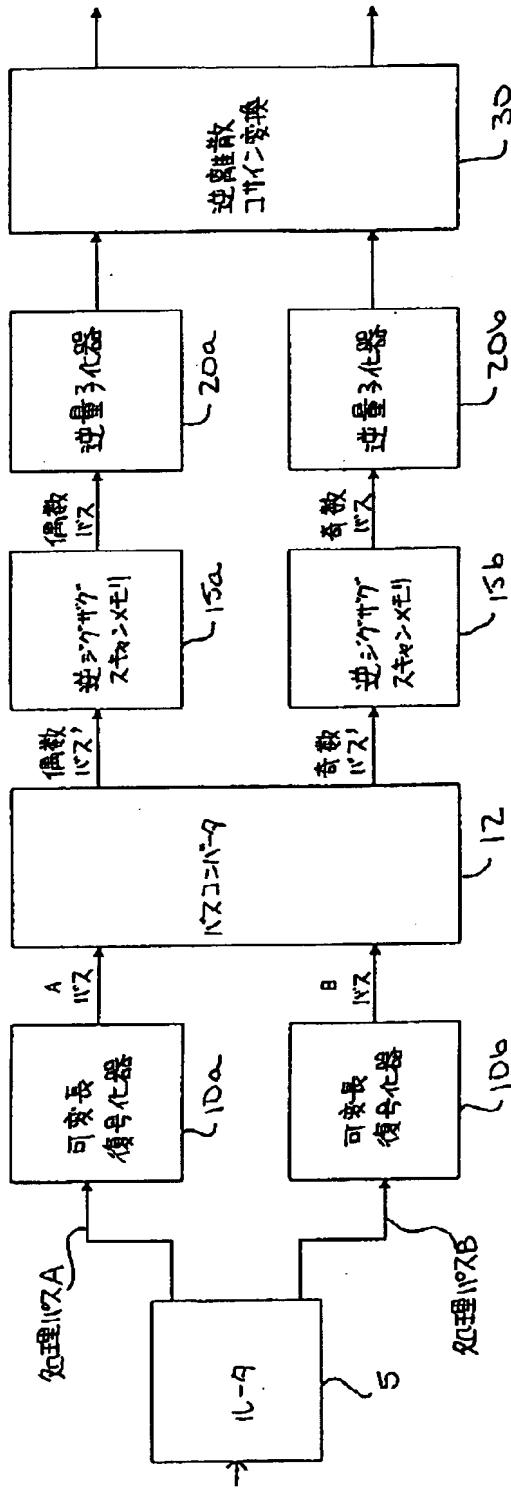 ルータ
5
処理パスA
処理パスB
可変長
復号化器
10a
可変長
復号化器
10b
A
バス
B
バス
バスコンバータ
12
偶数
バス'
奇数
バス'
逆ジグザグ
スキャンメモリ
15a
逆ジグザグ
スキャンメモリ
15b
偶数
バス
奇数
バス
逆量子化器
20a
逆量子化器
20b
逆離散
コサイン変換
30